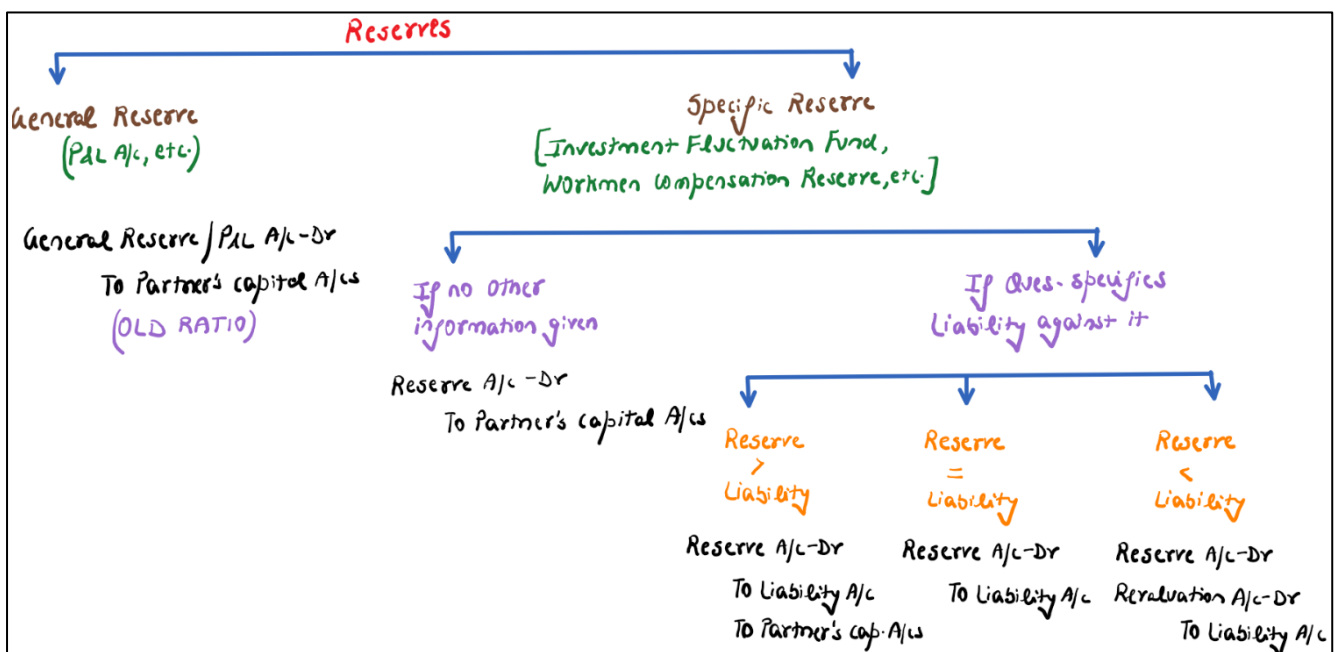 Reserves
General Reserve
(P&L A/c, etc.)
General Reserve/P&L A/c-Dr
To Partner's capital A/cs
(OLD RATIO)
Specific Reserve
[Investment Fluctuation Fund,
Workmen Compensation Reserve, etc.]
If no other
information given
Reserve A/c-Dr
To Partner's capital A/cs
If Ques. specifies
Liability against it
Reserve
>
Liability
Reserve A/c-Dr
To Liability A/c
To Partner's cap. A/cs
Reserve
=
Liability
Reserve A/c-Dr
To Liability A/c
Reserve
<
Liability
Reserve A/c-Dr
Revaluation A/c-Dr
To Liability A/c